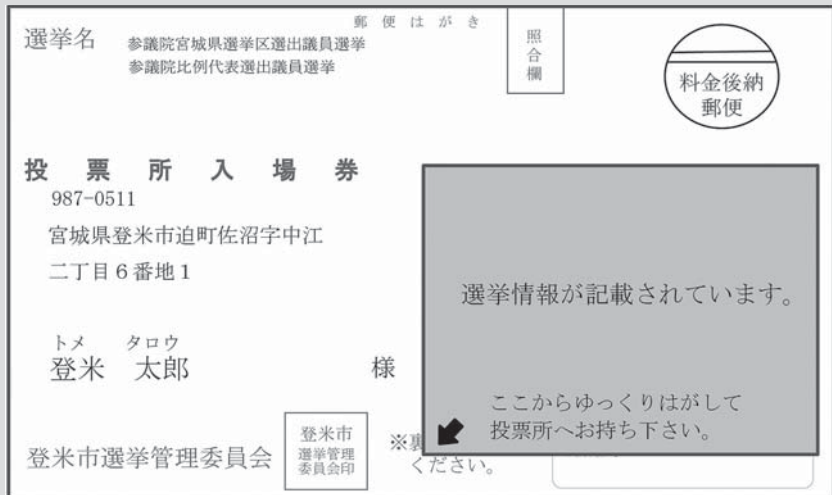 郵便はがき
選挙名
参議院宮城県選挙区選出議員選挙
参議院比例代表選出議員選挙
照合欄
料金後納
郵便
投票所入場券
987-0511
宮城県登米市迫町佐沼字中江
二丁目6番地1
トメ タロウ
登米 太郎 様
登米市選挙管理委員会
登米市
選挙管理
委員会印
※裏
ください。
選挙情報が記載されています。
ここからゆっくりはがして
投票所へお持ち下さい。